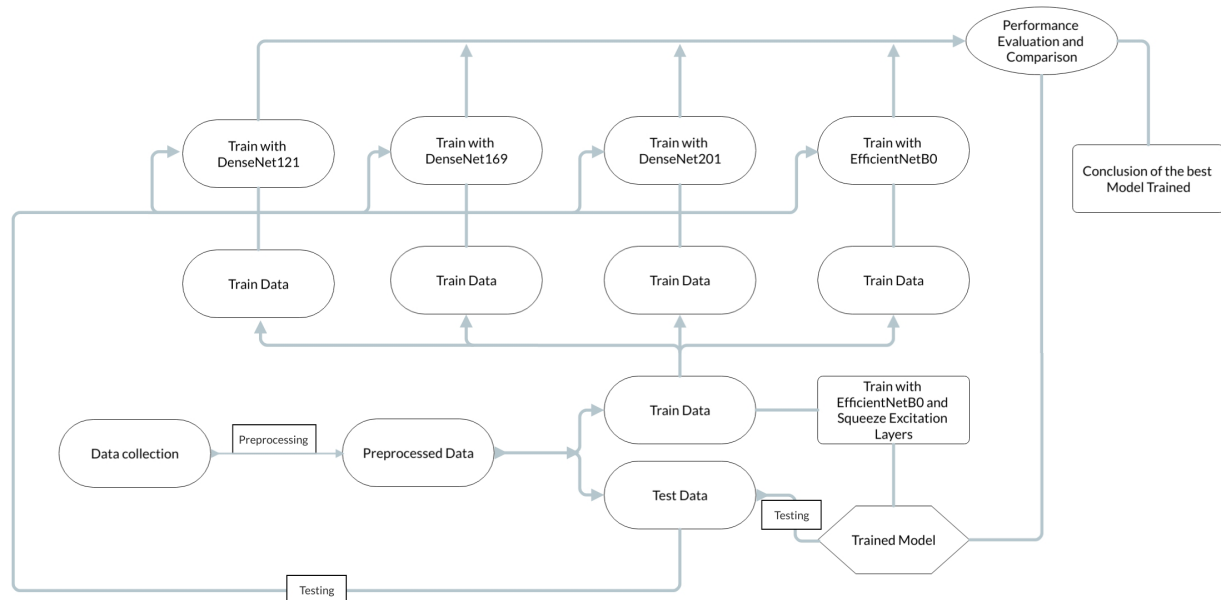 Performance
Evaluation and
Comparison
Train with
DenseNet121
Train with
DenseNet169
Train with
DenseNet201
Train with
EfficientNetB0
Conclusion of the best
Model Trained
Train Data
Train Data
Train Data
Train Data
Train Data
Train with
EfficientNetB0 and
Squeeze Excitation
Layers
Data collection
Preprocessing
Preprocessed Data
Test Data
Testing
Trained Model
Testing